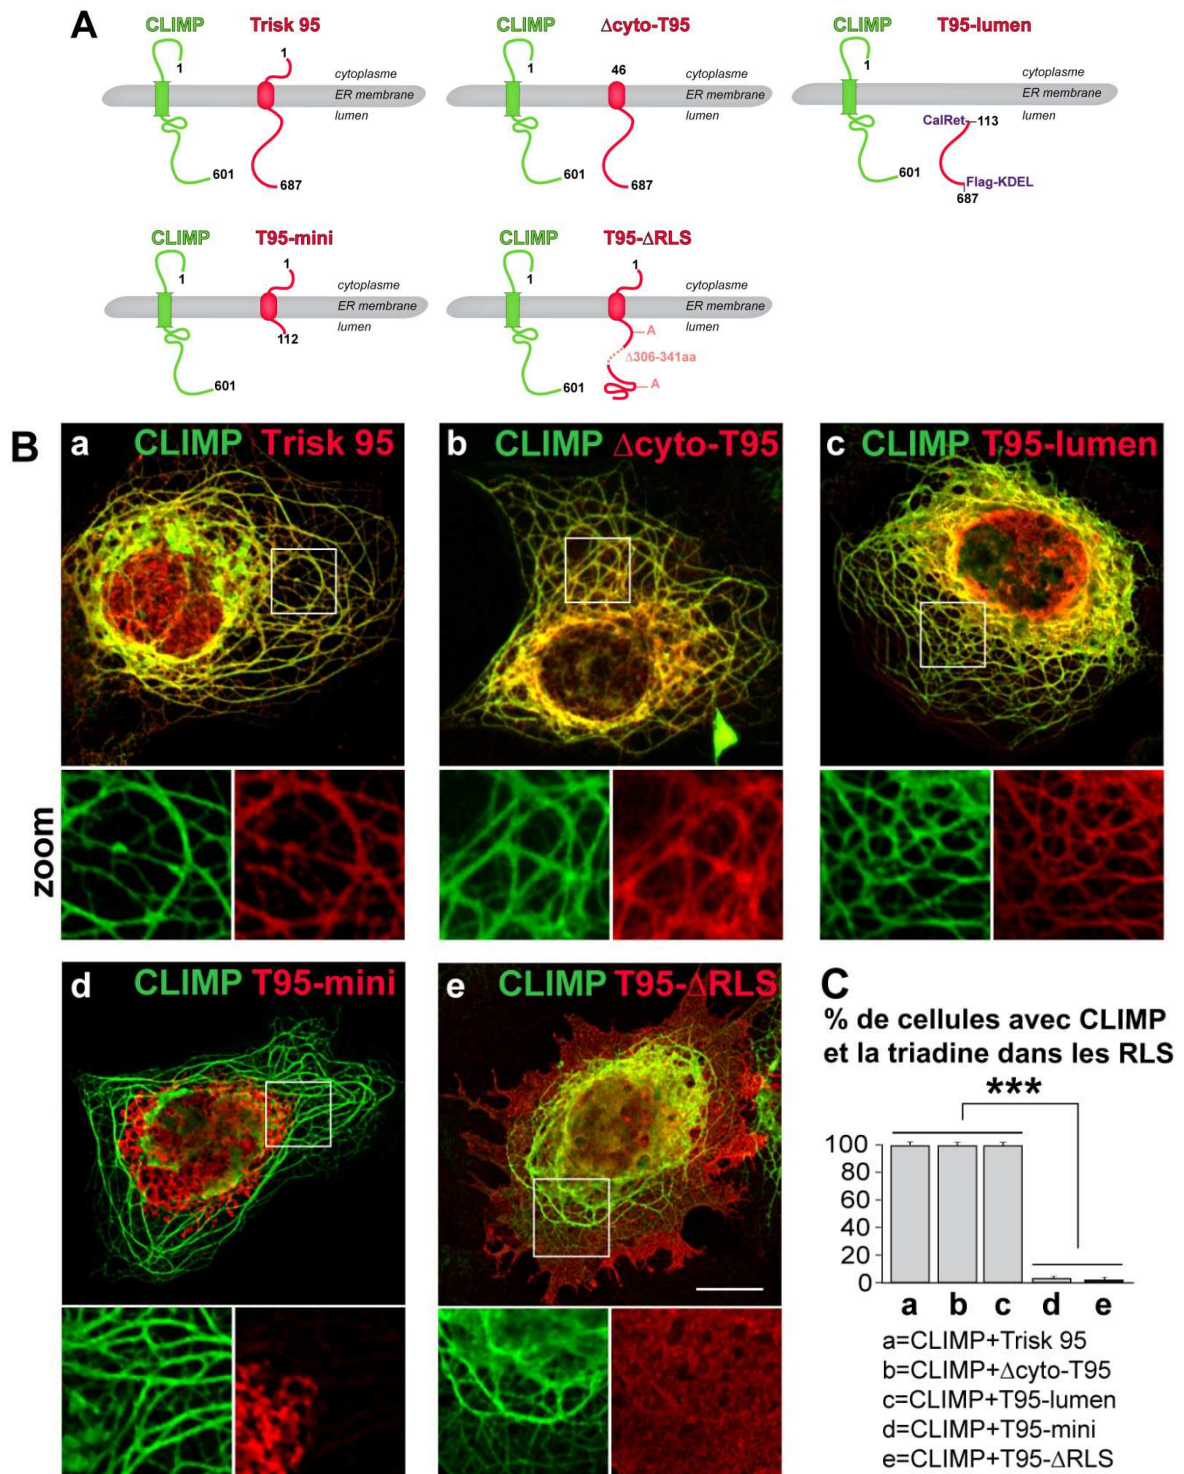 A
CLIMP Trisk 95
1
1
cytoplasme
ER membrane
lumen
601
687
CLIMP Δcyto-T95
1
46
cytoplasme
ER membrane
lumen
601
687
CLIMP T95-lumen
1
cytoplasme
ER membrane
lumen
CalRet 113
601
Flag-KDEL
687
CLIMP T95-mini
1
1
cytoplasme
ER membrane
lumen
112
601
CLIMP T95-ΔRLS
1
1
cytoplasme
ER membrane
lumen
A
Δ306-341aa
601
A
B
a CLIMP Trisk 95
b CLIMP Δcyto-T95
c CLIMP T95-lumen
zoom
d CLIMP T95-mini
e CLIMP T95-ΔRLS
C
% de cellules avec CLIMP
et la triadine dans les RLS
***
100
80
60
40
20
0
a b c d e
a=CLIMP+Trisk 95
b=CLIMP+Δcyto-T95
c=CLIMP+T95-lumen
d=CLIMP+T95-mini
e=CLIMP+T95-ΔRLS